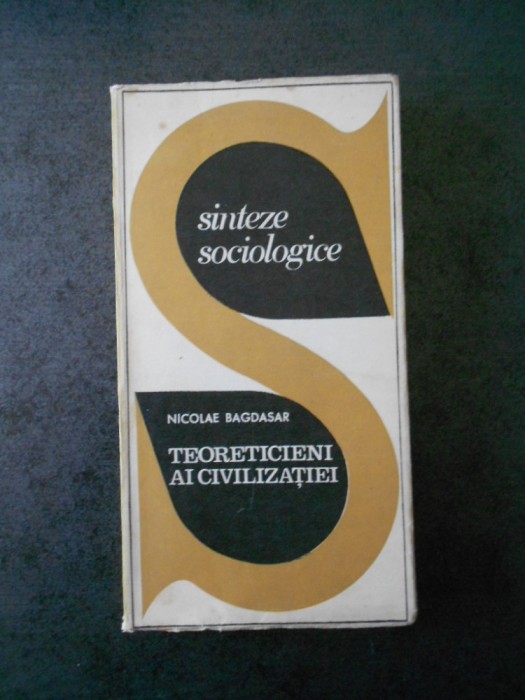 sinteze
sociologice
NICOLAE BAGDASAR
TEORETICIENI
AI CIVILIZAȚIEI